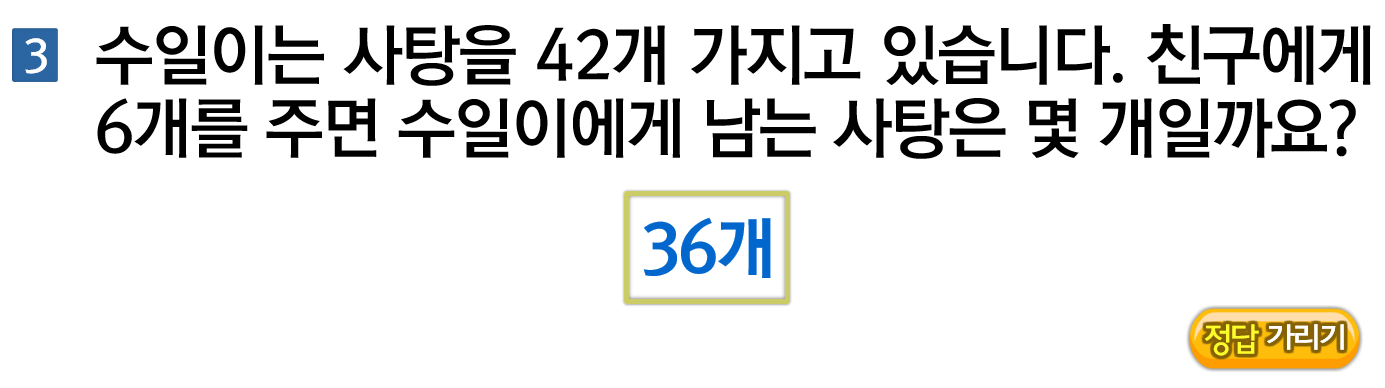 3 수일이는 사탕을 42개 가지고 있습니다. 친구에게
6개를 주면 수일이에게 남는 사탕은 몇 개일까요?
36개
정답 가리기